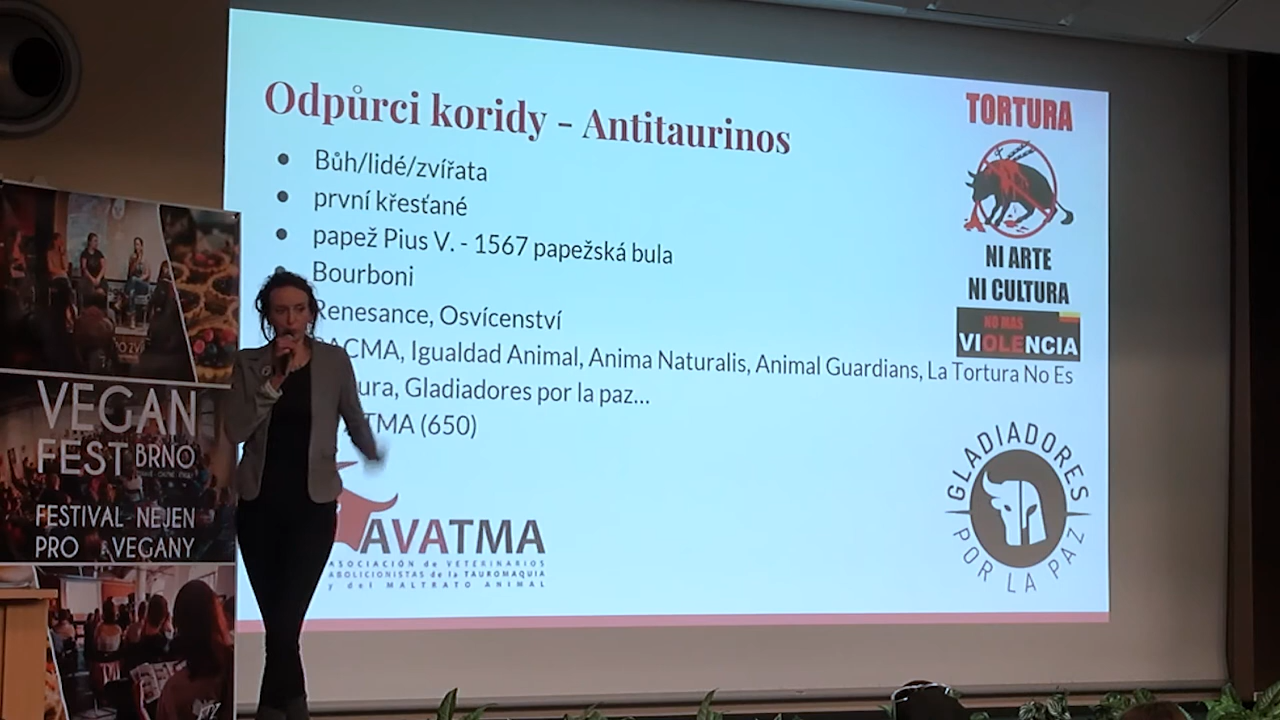 Odpůrci koridy - Antitaurinos
Bůh/lidé/zvířata
první křesťané
papež Pius V. - 1567 papežská bula
Bourboni
Renesance, Osvícenství
PACMA, Igualdad Animal, Anima Naturalis, Animal Guardians, La Tortura No Es
ura, Gladiadores por la paz...
TMA (650)
TORTURA
NI ARTE
NI CULTURA
NO MAS
VIOLENCIA
AVATMA
ASOCIACIÓN de VETERINARIOS
ABOLICIONISTAS de la TAUROMAQUIA
y del MALTRATO ANIMAL
GLADIADORES
POR LA PAZ
VEGAN
FEST BRNO
FESTIVAL NEJEN
PRO VEGANY